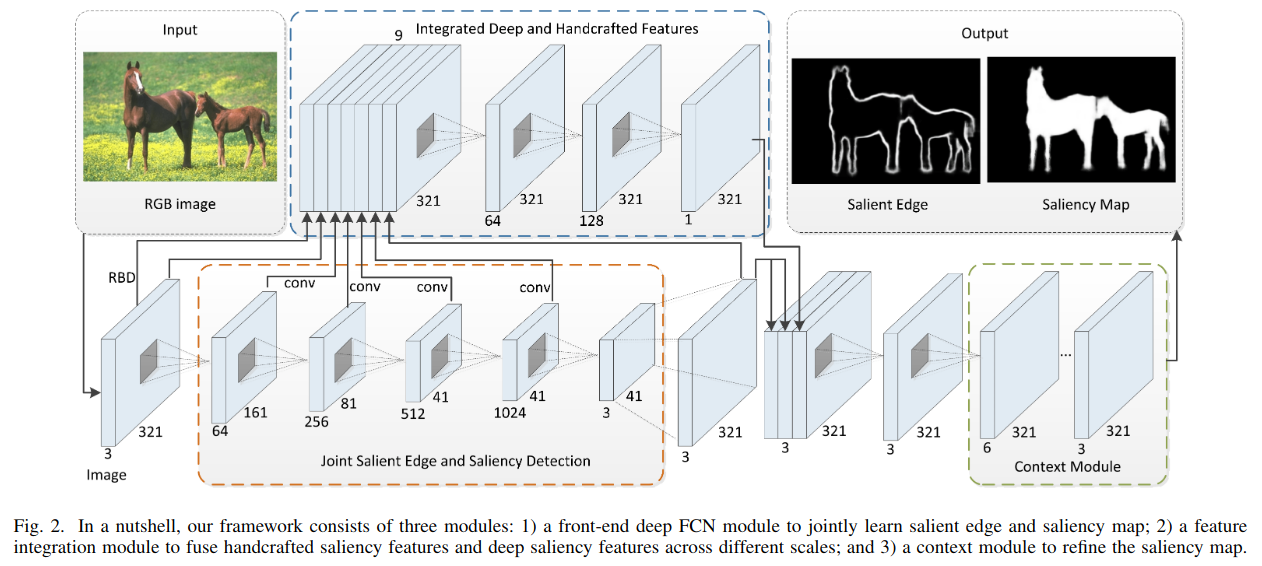 Input
RGB image
Integrated Deep and Handcrafted Features
9
321
64
321
128
321
1
321
Output
Salient Edge
Saliency Map
RBD
conv
conv
conv
conv
3
321
Image
64
161
256
81
512
41
1024
41
3
41
Joint Salient Edge and Saliency Detection
3
321
3
321
3
321
6
321
...
3
321
Context Module
Fig. 2. In a nutshell, our framework consists of three modules: 1) a front-end deep FCN module to jointly learn salient edge and saliency map; 2) a feature
integration module to fuse handcrafted saliency features and deep saliency features across different scales; and 3) a context module to refine the saliency map.